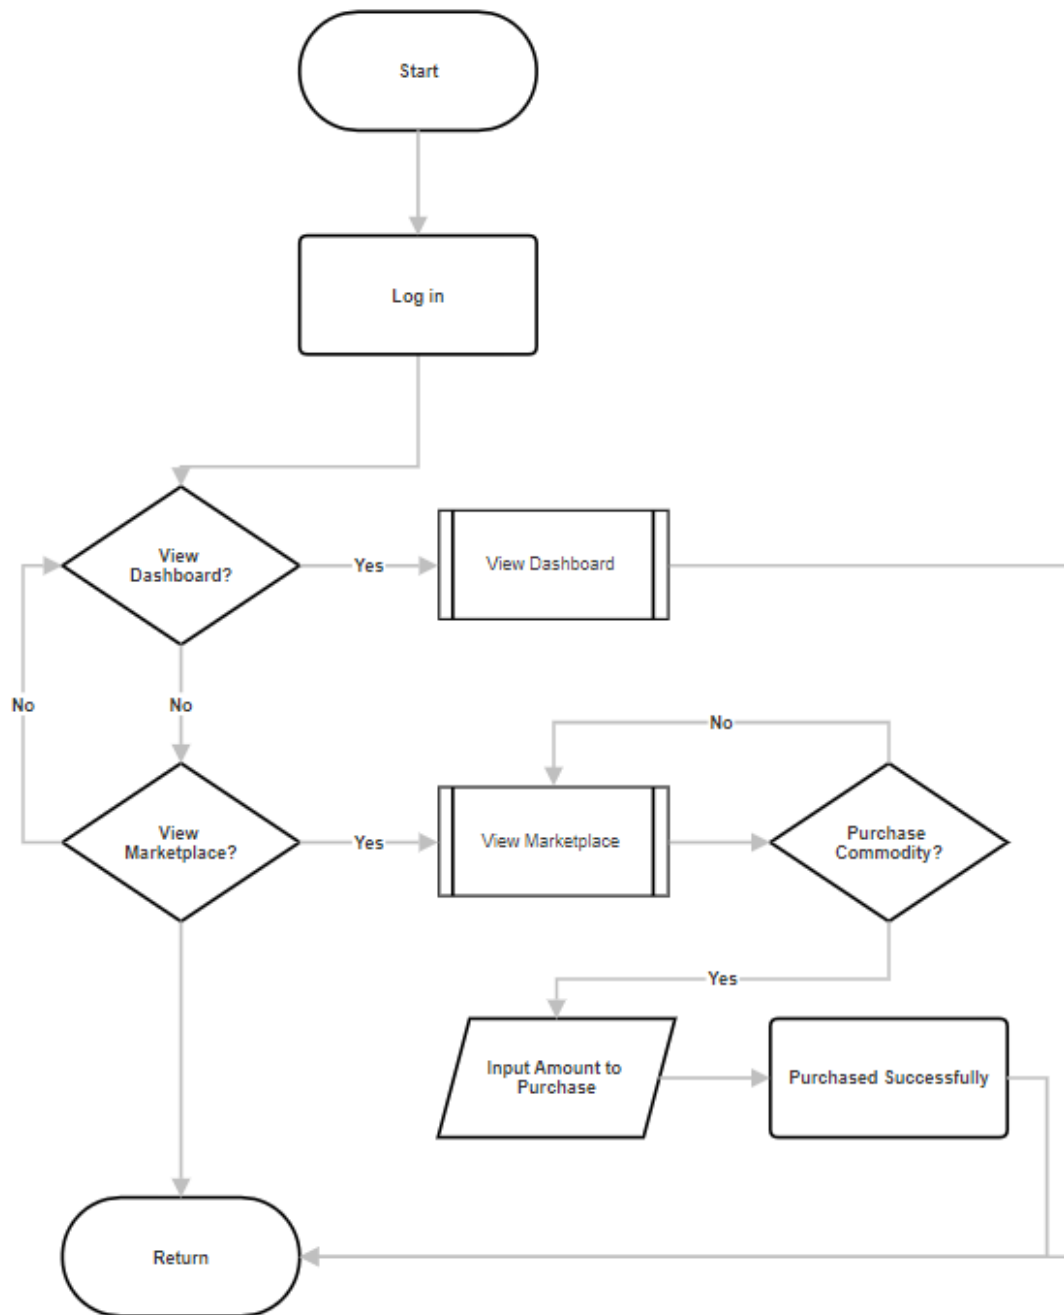 Start
Log in
View
Dashboard?
Yes
View Dashboard
No
No
No
View
Marketplace?
Yes
View Marketplace
Purchase
Commodity?
Yes
Input Amount to
Purchase
Purchased Successfully
Return